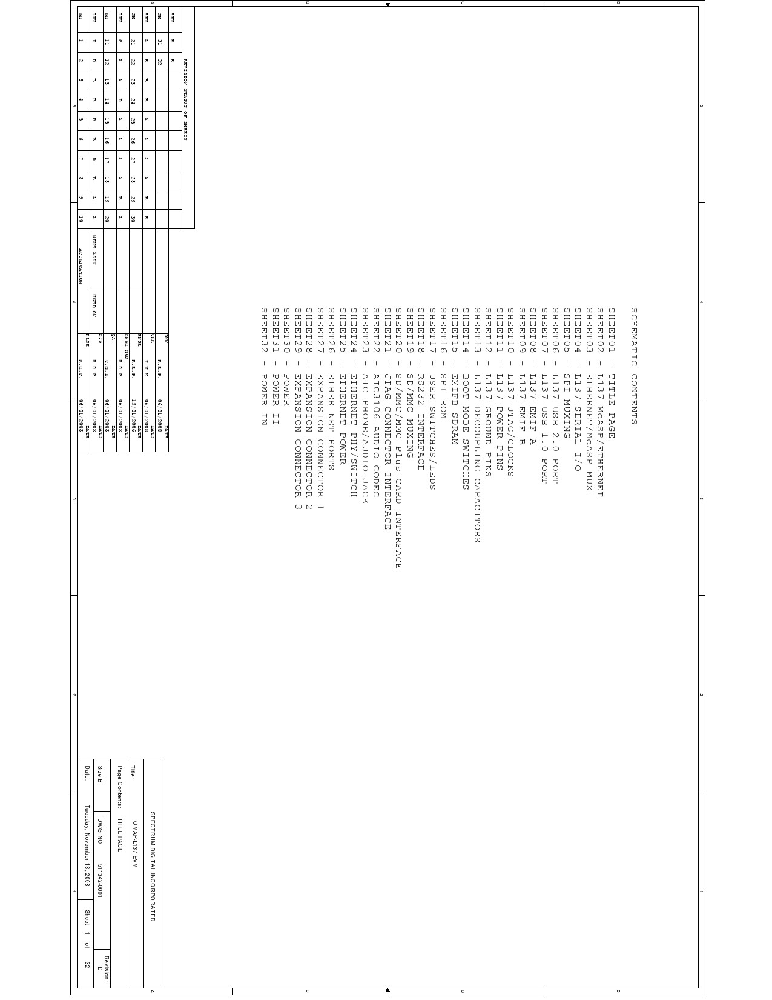 SCHEMATIC CONTENTS
SHEET01 - TITLE PAGE
SHEET02 - L137 McASP/ETHERNET
SHEET03 - ETHERNET/McASP MUX
SHEET04 - L137 SERIAL I/O
SHEET05 - SPI MUXING
SHEET06 - L137 USB 2.0 PORT
SHEET07 - L137 USB 1.0 PORT
SHEET08 - L137 EMIF A
SHEET09 - L137 EMIF B
SHEET10 - L137 JTAG/CLOCKS
SHEET11 - L137 POWER PINS
SHEET12 - L137 GROUND PINS
SHEET13 - L137 DECOUPLING CAPACITORS
SHEET14 - BOOT MODE SWITCHES
SHEET15 - EMIFB SDRAM
SHEET16 - SPI ROM
SHEET17 - USER SWITCHES/LEDS
SHEET18 - RS232 INTERFACE
SHEET19 - SD/MMC MUXING
SHEET20 - SD/MMC/MMC Plus CARD INTERFACE
SHEET21 - JTAG CONNECTOR INTERFACE
SHEET22 - AIC3106 AUDIO CODEC
SHEET23 - AIC PHONE/AUDIO JACK
SHEET24 - ETHERNET PHY/SWITCH
SHEET25 - ETHERNET POWER
SHEET26 - ETHER NET PORTS
SHEET27 - EXPANSION CONNECTOR 1
SHEET28 - EXPANSION CONNECTOR 2
SHEET29 - EXPANSION CONNECTOR 3
SHEET30 - POWER
SHEET31 - POWER II
SHEET32 - POWER IN
REVISION STATUS OF SHEETS
REV B B
SH 31 32
REV A B B B A A A A B B
SH 21 22 23 24 25 26 27 28 29 30
REV C A A D A A A A B A
SH 11 12 13 14 15 16 17 18 19 20
REV D B B B B B D B A A
SH 1 2 3 4 5 6 7 8 9 10
NEXT ASSY USED ON
APPLICATION
DWN DATE
R.R.P. 06/01/2008
CHK DATE
T.W.K. 06/01/2008
ENGR DATE
R.R.P. 12/01/2006
ENGR-MGR DATE
R.R.P. 06/01/2008
QA DATE
C.M.D. 06/01/2008
MFG DATE
R.R.P. 06/01/2008
RLSE DATE
R.R.P. 06/01/2008
SPECTRUM DIGITAL INCORPORATED
Title: OMAP-L137 EVM
Page Contents: TITLE PAGE
Size:B DWG NO 511342-0001 Revision: D
Date: Tuesday, November 18, 2008 Sheet 1 of 32
5 4 3 2 1
5 4 3 2 1
D C B A
D C B A